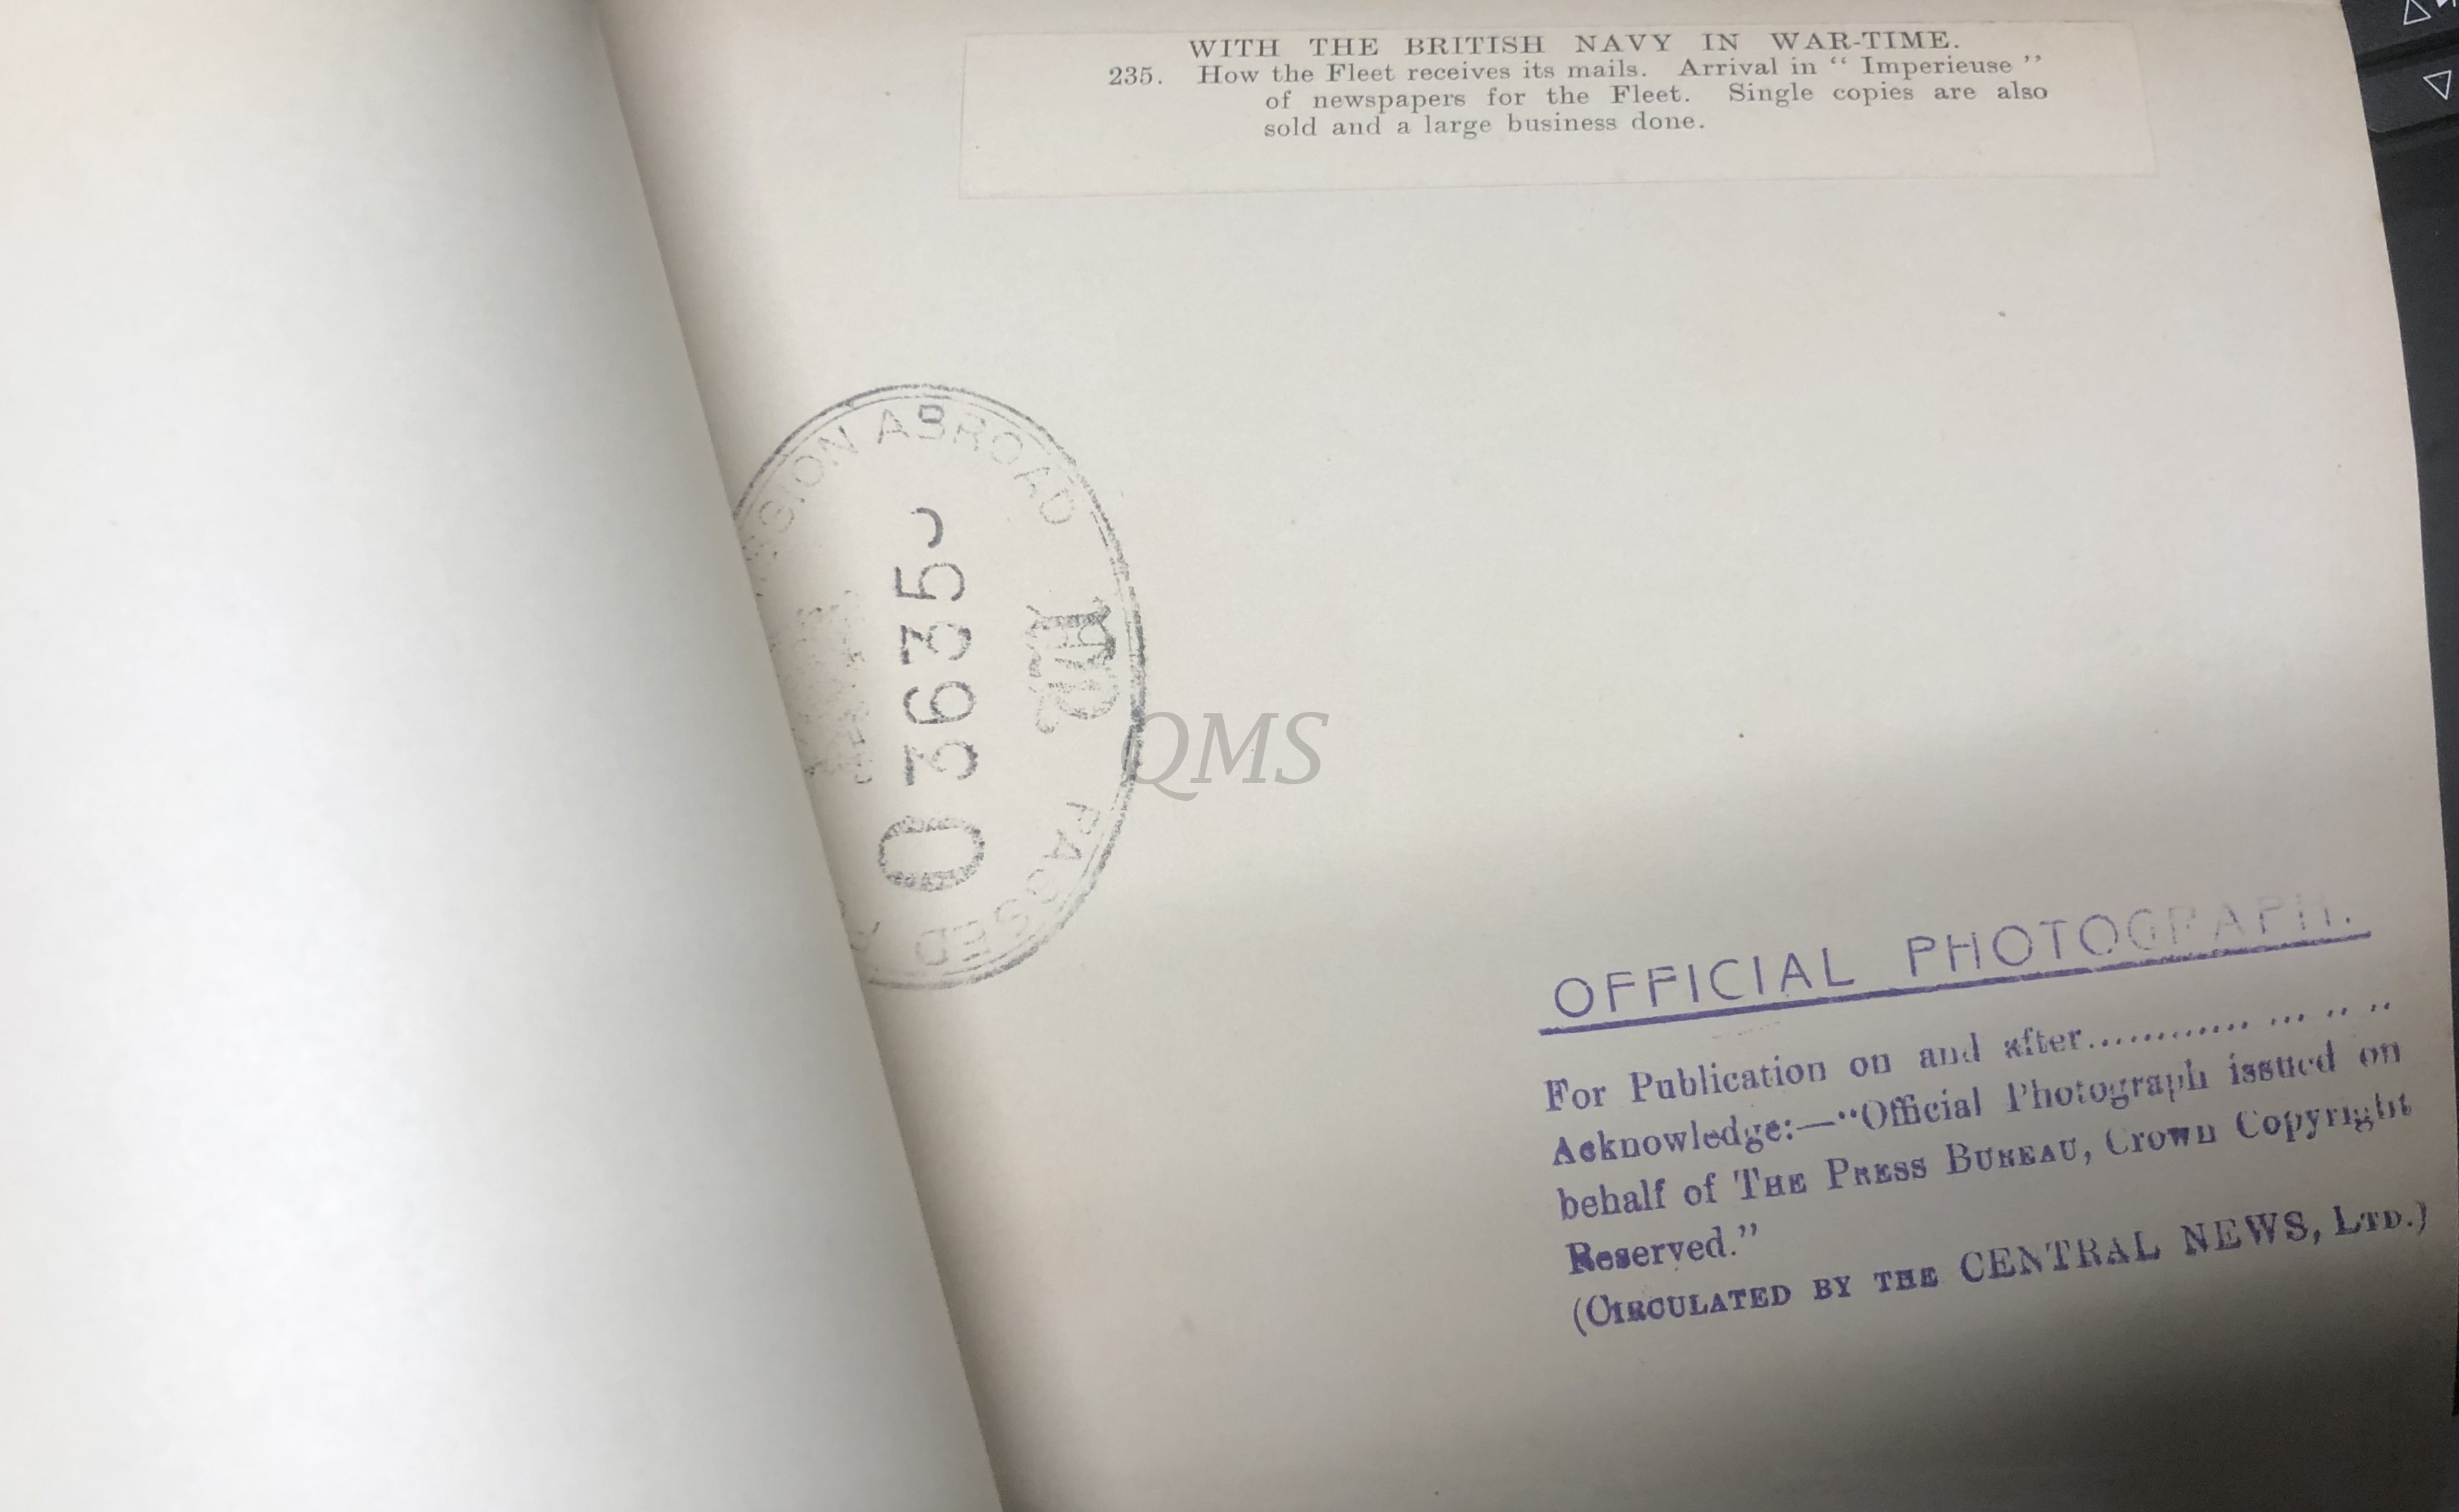 WITH THE BRITISH NAVY IN WAR-TIME.
235. How the Fleet receives its mails. Arrival in “ Imperieuse ”
of newspapers for the Fleet. Single copies are also
sold and a large business done.
SION ABROAD
03635
PASSED
QMS
OFFICIAL PHOTOGRAPH.
For Publication on and after.....................
Acknowledge:—“Official Photograph issued on
behalf of THE PRESS BUREAU, Crown Copyright
Reserved.”
(CIRCULATED BY THE CENTRAL NEWS, LTD.)